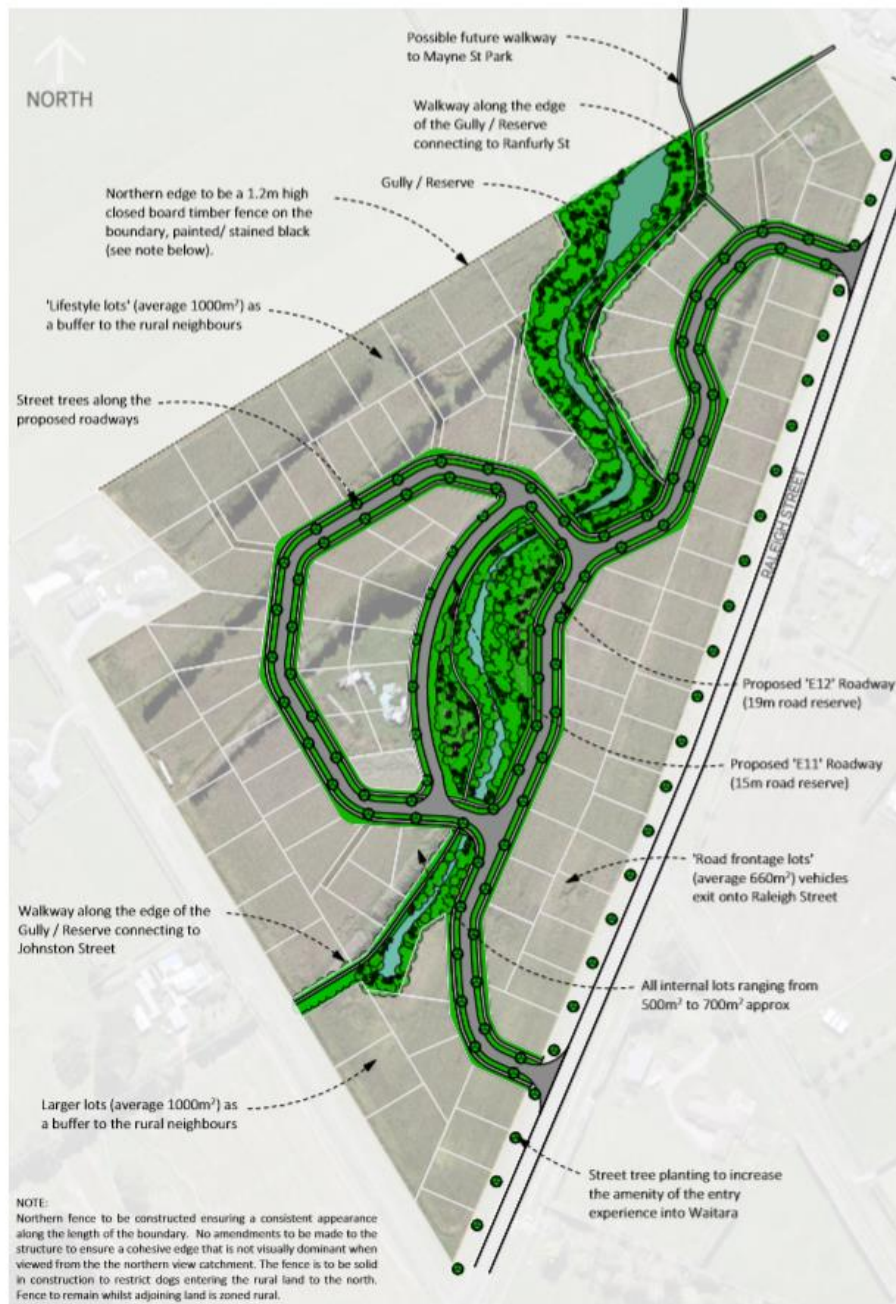 NORTH
Possible future walkway
to Mayne St Park
Walkway along the edge
of the Gully / Reserve
connecting to Ranfurly St
Gully / Reserve
Northern edge to be a 1.2m high
closed board timber fence on the
boundary, painted/ stained black
(see note below).
'Lifestyle lots' (average 1000m²) as
a buffer to the rural neighbours
Street trees along the
proposed roadways
RALEIGH STREET
Proposed 'E12' Roadway
(19m road reserve)
Proposed 'E11' Roadway
(15m road reserve)
'Road frontage lots'
(average 660m²) vehicles
exit onto Raleigh Street
Walkway along the edge of the
Gully / Reserve connecting to
Johnston Street
All internal lots ranging from
500m² to 700m² approx
Larger lots (average 1000m²) as
a buffer to the rural neighbours
Street tree planting to increase
the amenity of the entry
experience into Waitara
NOTE:
Northern fence to be constructed ensuring a consistent appearance
along the length of the boundary. No amendments to be made to the
structure to ensure a cohesive edge that is not visually dominant when
viewed from the the northern view catchment. The fence is to be solid
in construction to restrict dogs entering the rural land to the north.
Fence to remain whilst adjoining land is zoned rural.